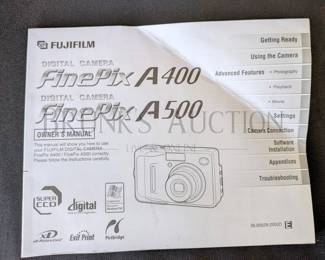 FUJIFILM
DIGITAL CAMERA
FinePix A400
DIGITAL CAMERA
FinePix A500
OWNER'S MANUAL
This manual will show you how to use
your FUJIFILM DIGITAL CAMERA
FinePix A400 / FinePix A500 correctly.
Please follow the instructions carefully.
Getting Ready
Using the Camera
Advanced Features
Photography
Playback
Movie
Settings
Camera Connection
Software
Installation
Appendices
Troubleshooting
SUPER
CCD
digital
xD-Picture Card
Exif Print
PictBridge
AUCTION
E